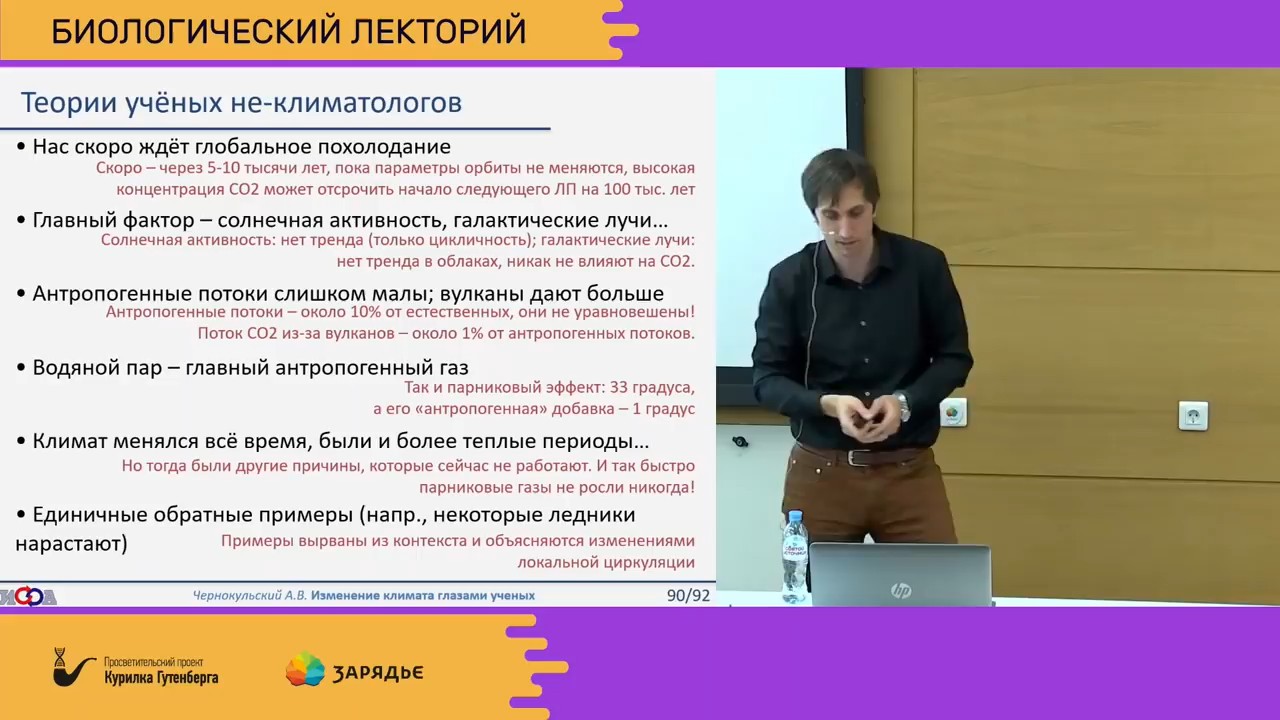 БИОЛОГИЧЕСКИЙ ЛЕКТОРИЙ
Теории учёных не-климатологов
• Нас скоро ждёт глобальное похолодание
Скоро – через 5-10 тысячи лет, пока параметры орбиты не меняются, высокая
концентрация СО2 может отсрочить начало следующего ЛП на 100 тыс. лет
• Главный фактор – солнечная активность, галактические лучи...
Солнечная активность: нет тренда (только цикличность); галактические лучи:
нет тренда в облаках, никак не влияют на СО2.
• Антропогенные потоки слишком малы; вулканы дают больше
Антропогенные потоки – около 10% от естественных, они не уравновешены!
Поток СО2 из-за вулканов – около 1% от антропогенных потоков.
• Водяной пар – главный антропогенный газ
Так и парниковый эффект: 33 градуса,
а его «антропогенная» добавка – 1 градус
• Климат менялся всё время, были и более теплые периоды...
Но тогда были другие причины, которые сейчас не работают. И так быстро
парниковые газы не росли никогда!
• Единичные обратные примеры (напр., некоторые ледники
нарастают)
Примеры вырваны из контекста и объясняются изменениями
локальной циркуляции
ИФА
Чернокульский А.В. Изменение климата глазами ученых
90/92
hp
Просветительский проект
Курилка Гутенберга
ЗАРЯДЬЕ